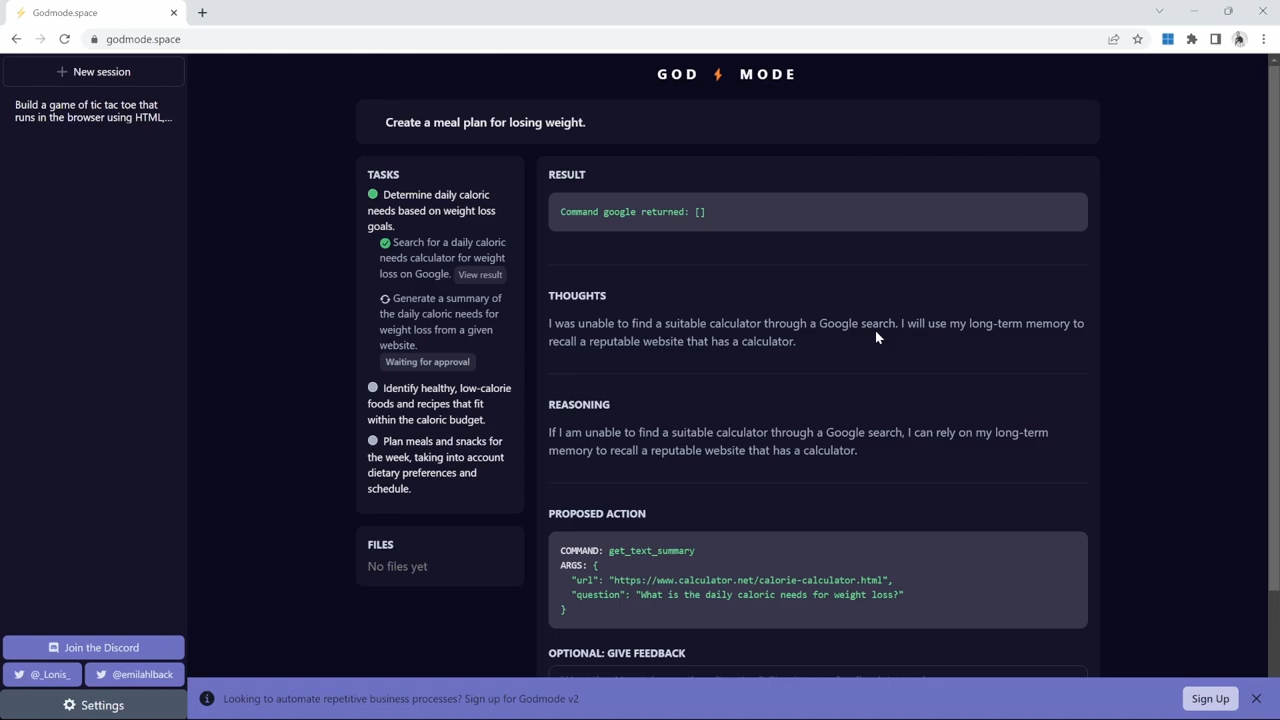 Godmode.space
godmode.space
New session
Build a game of tic tac toe that
runs in the browser using HTML,...
GOD MODE
Create a meal plan for losing weight.
TASKS
Determine daily caloric
needs based on weight loss
goals.
Search for a daily caloric
needs calculator for weight
loss on Google. View result
Generate a summary of
the daily caloric needs for
weight loss from a given
website.
Waiting for approval
Identify healthy, low-calorie
foods and recipes that fit
within the caloric budget.
Plan meals and snacks for
the week, taking into account
dietary preferences and
schedule.
FILES
No files yet
RESULT
Command google returned: []
THOUGHTS
I was unable to find a suitable calculator through a Google search. I will use my long-term memory to
recall a reputable website that has a calculator.
REASONING
If I am unable to find a suitable calculator through a Google search, I can rely on my long-term
memory to recall a reputable website that has a calculator.
PROPOSED ACTION
COMMAND: get_text_summary
ARGS: {
"url": "https://www.calculator.net/calorie-calculator.html",
"question": "What is the daily caloric needs for weight loss?"
}
OPTIONAL: GIVE FEEDBACK
Join the Discord
@_Lonis_
@emilahlback
Settings
Looking to automate repetitive business processes? Sign up for Godmode v2
Sign Up